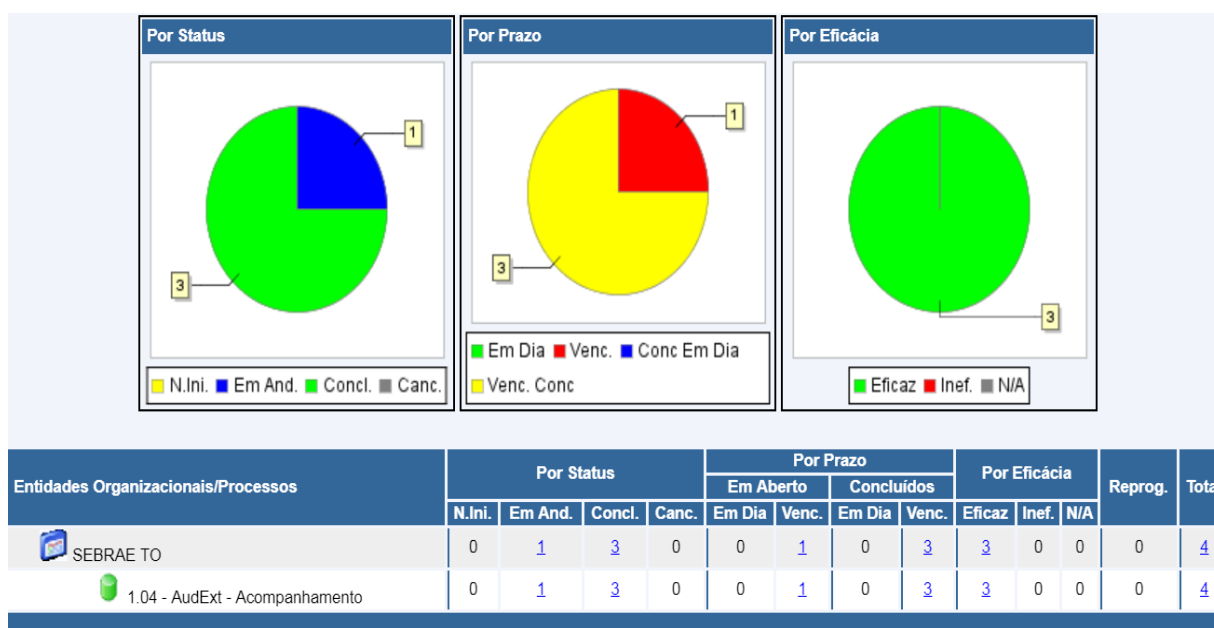 Por Status
1
3
N.Ini. Em And. Concl. Canc.
Por Prazo
1
3
Em Dia Venc. Conc Em Dia
Venc. Conc
Por Eficácia
3
Eficaz Inef. N/A
Entidades Organizacionais/Processos Por Status Por Prazo Por Eficácia Reprog. Tota
Em Aberto Concluídos
N.Ini. Em And. Concl. Canc. Em Dia Venc. Em Dia Venc. Eficaz Inef. N/A
SEBRAE TO 0 1 3 0 0 1 0 3 3 0 0 0 4
1.04 - AudExt - Acompanhamento 0 1 3 0 0 1 0 3 3 0 0 0 4